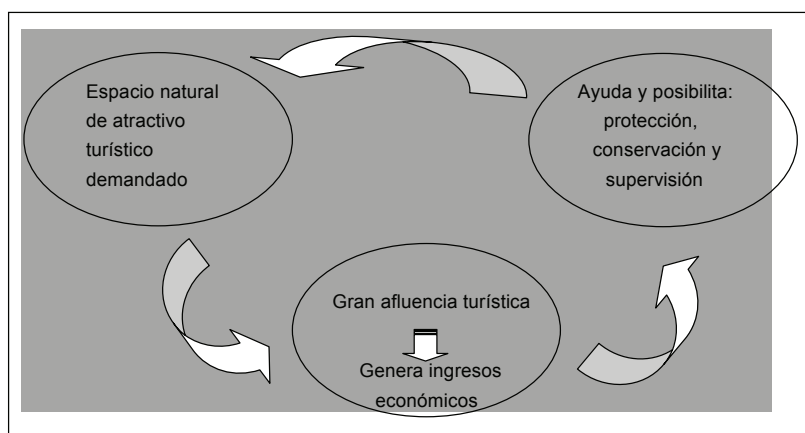 Espacio natural
de atractivo
turístico
demandado
Ayuda y posibilita:
protección,
conservación y
supervisión
Gran afluencia turística
Genera ingresos
económicos